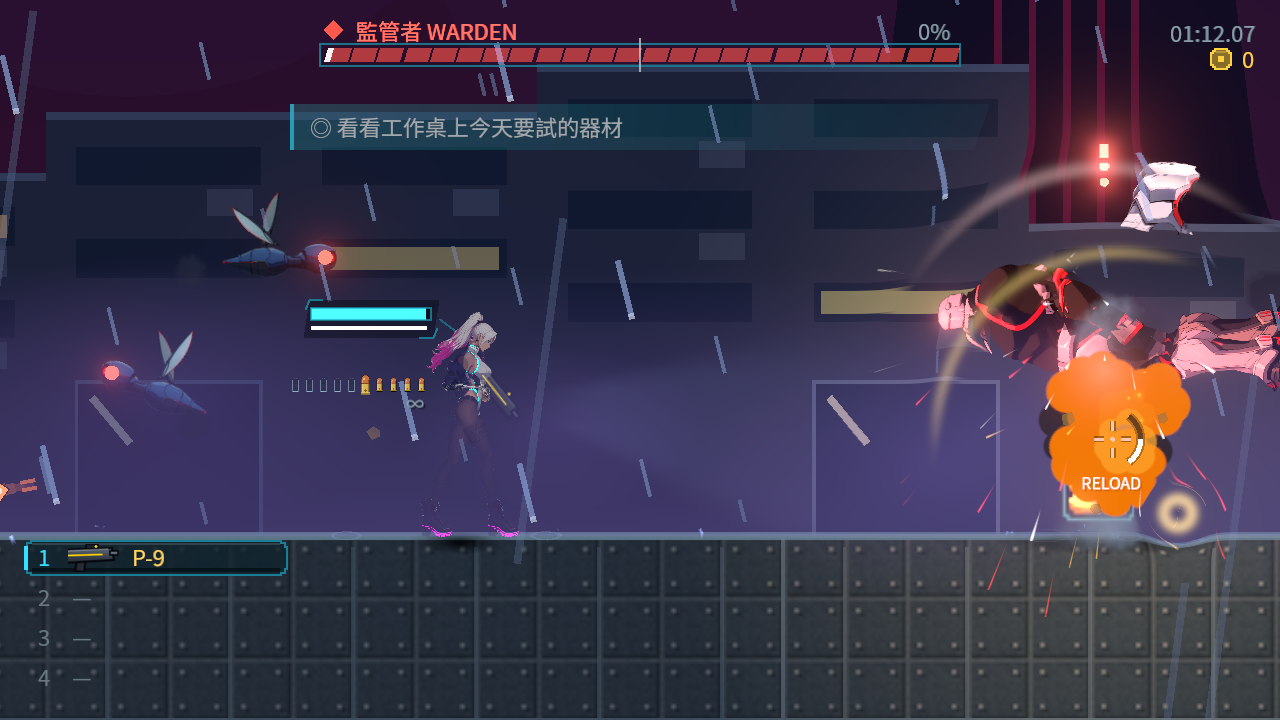 監管者 WARDEN
0%
01:12.07
0
◎ 看看工作桌上今天要試的器材
∞
RELOAD
1 P-9
2 —
3 —
4 —